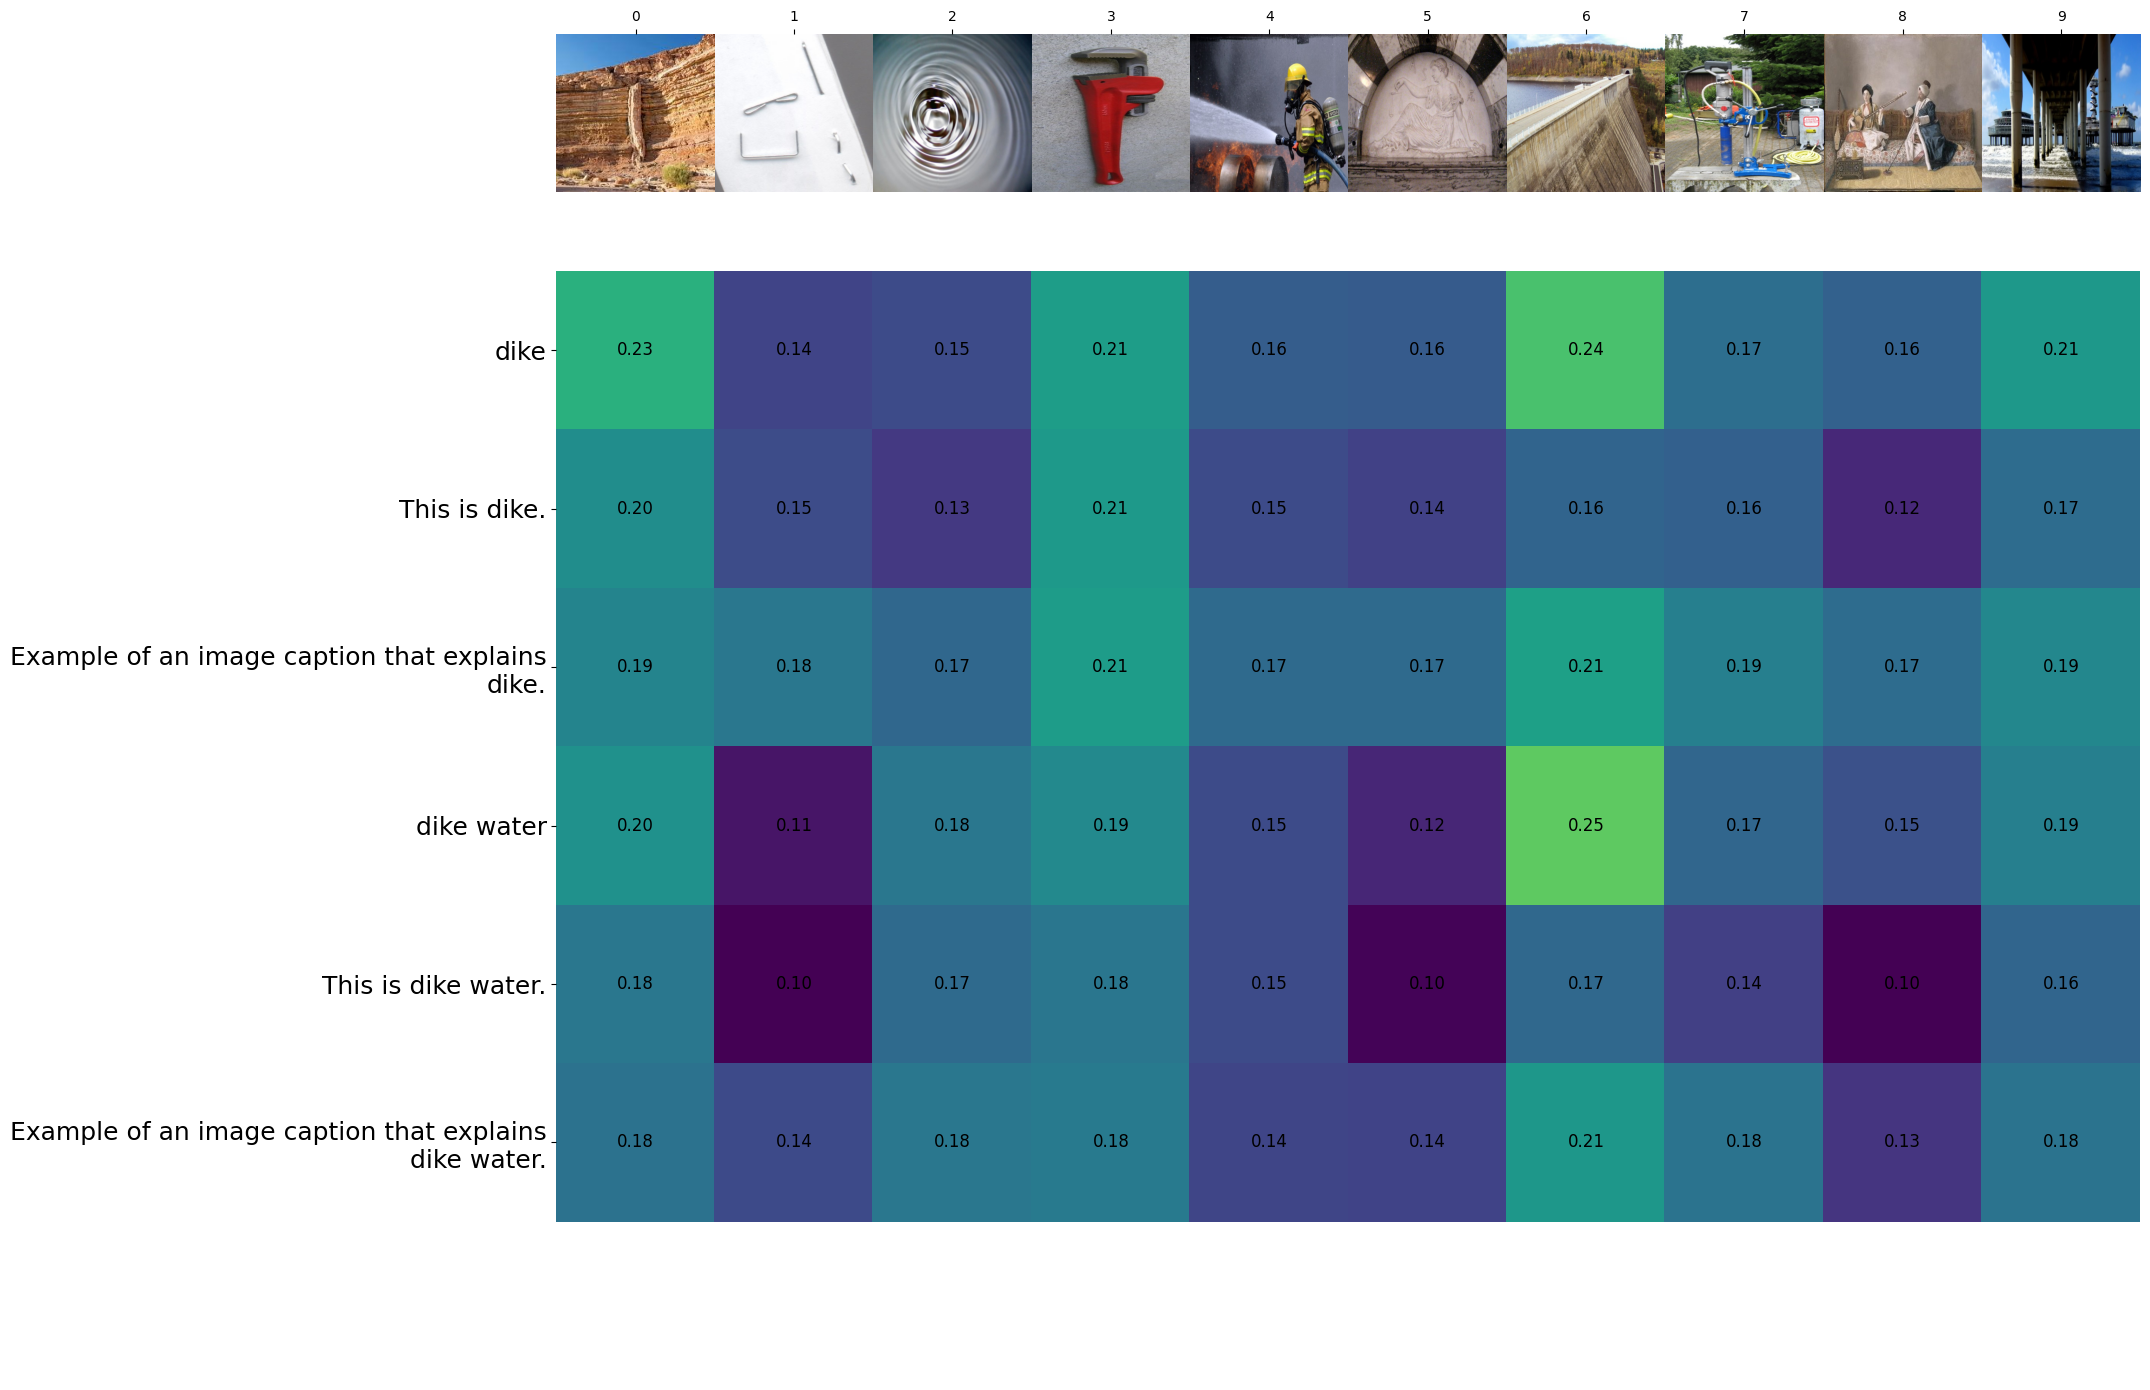 0 1 2 3 4 5 6 7 8 9
dike 0.23 0.14 0.15 0.21 0.16 0.16 0.24 0.17 0.16 0.21
This is dike. 0.20 0.15 0.13 0.21 0.15 0.14 0.16 0.16 0.12 0.17
Example of an image caption that explains
dike. 0.19 0.18 0.17 0.21 0.17 0.17 0.21 0.19 0.17 0.19
dike water 0.20 0.11 0.18 0.19 0.15 0.12 0.25 0.17 0.15 0.19
This is dike water. 0.18 0.10 0.17 0.18 0.15 0.10 0.17 0.14 0.10 0.16
Example of an image caption that explains
dike water. 0.18 0.14 0.18 0.18 0.14 0.14 0.21 0.18 0.13 0.18